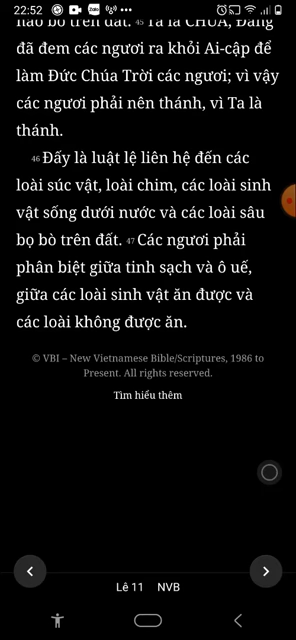 22:52
nào bò trên đất. 45 Ta là CHÚA, Đấng
đã đem các ngươi ra khỏi Ai-cập để
làm Đức Chúa Trời các ngươi; vì vậy
các ngươi phải nên thánh, vì Ta là
thánh.
46 Đấy là luật lệ liên hệ đến các
loài súc vật, loài chim, các loài sinh
vật sống dưới nước và các loài sâu
bọ bò trên đất. 47 Các ngươi phải
phân biệt giữa tinh sạch và ô uế,
giữa các loài sinh vật ăn được và
các loài không được ăn.
© VBI – New Vietnamese Bible/Scriptures, 1986 to
Present. All rights reserved.
Tìm hiểu thêm
Lê 11 NVB